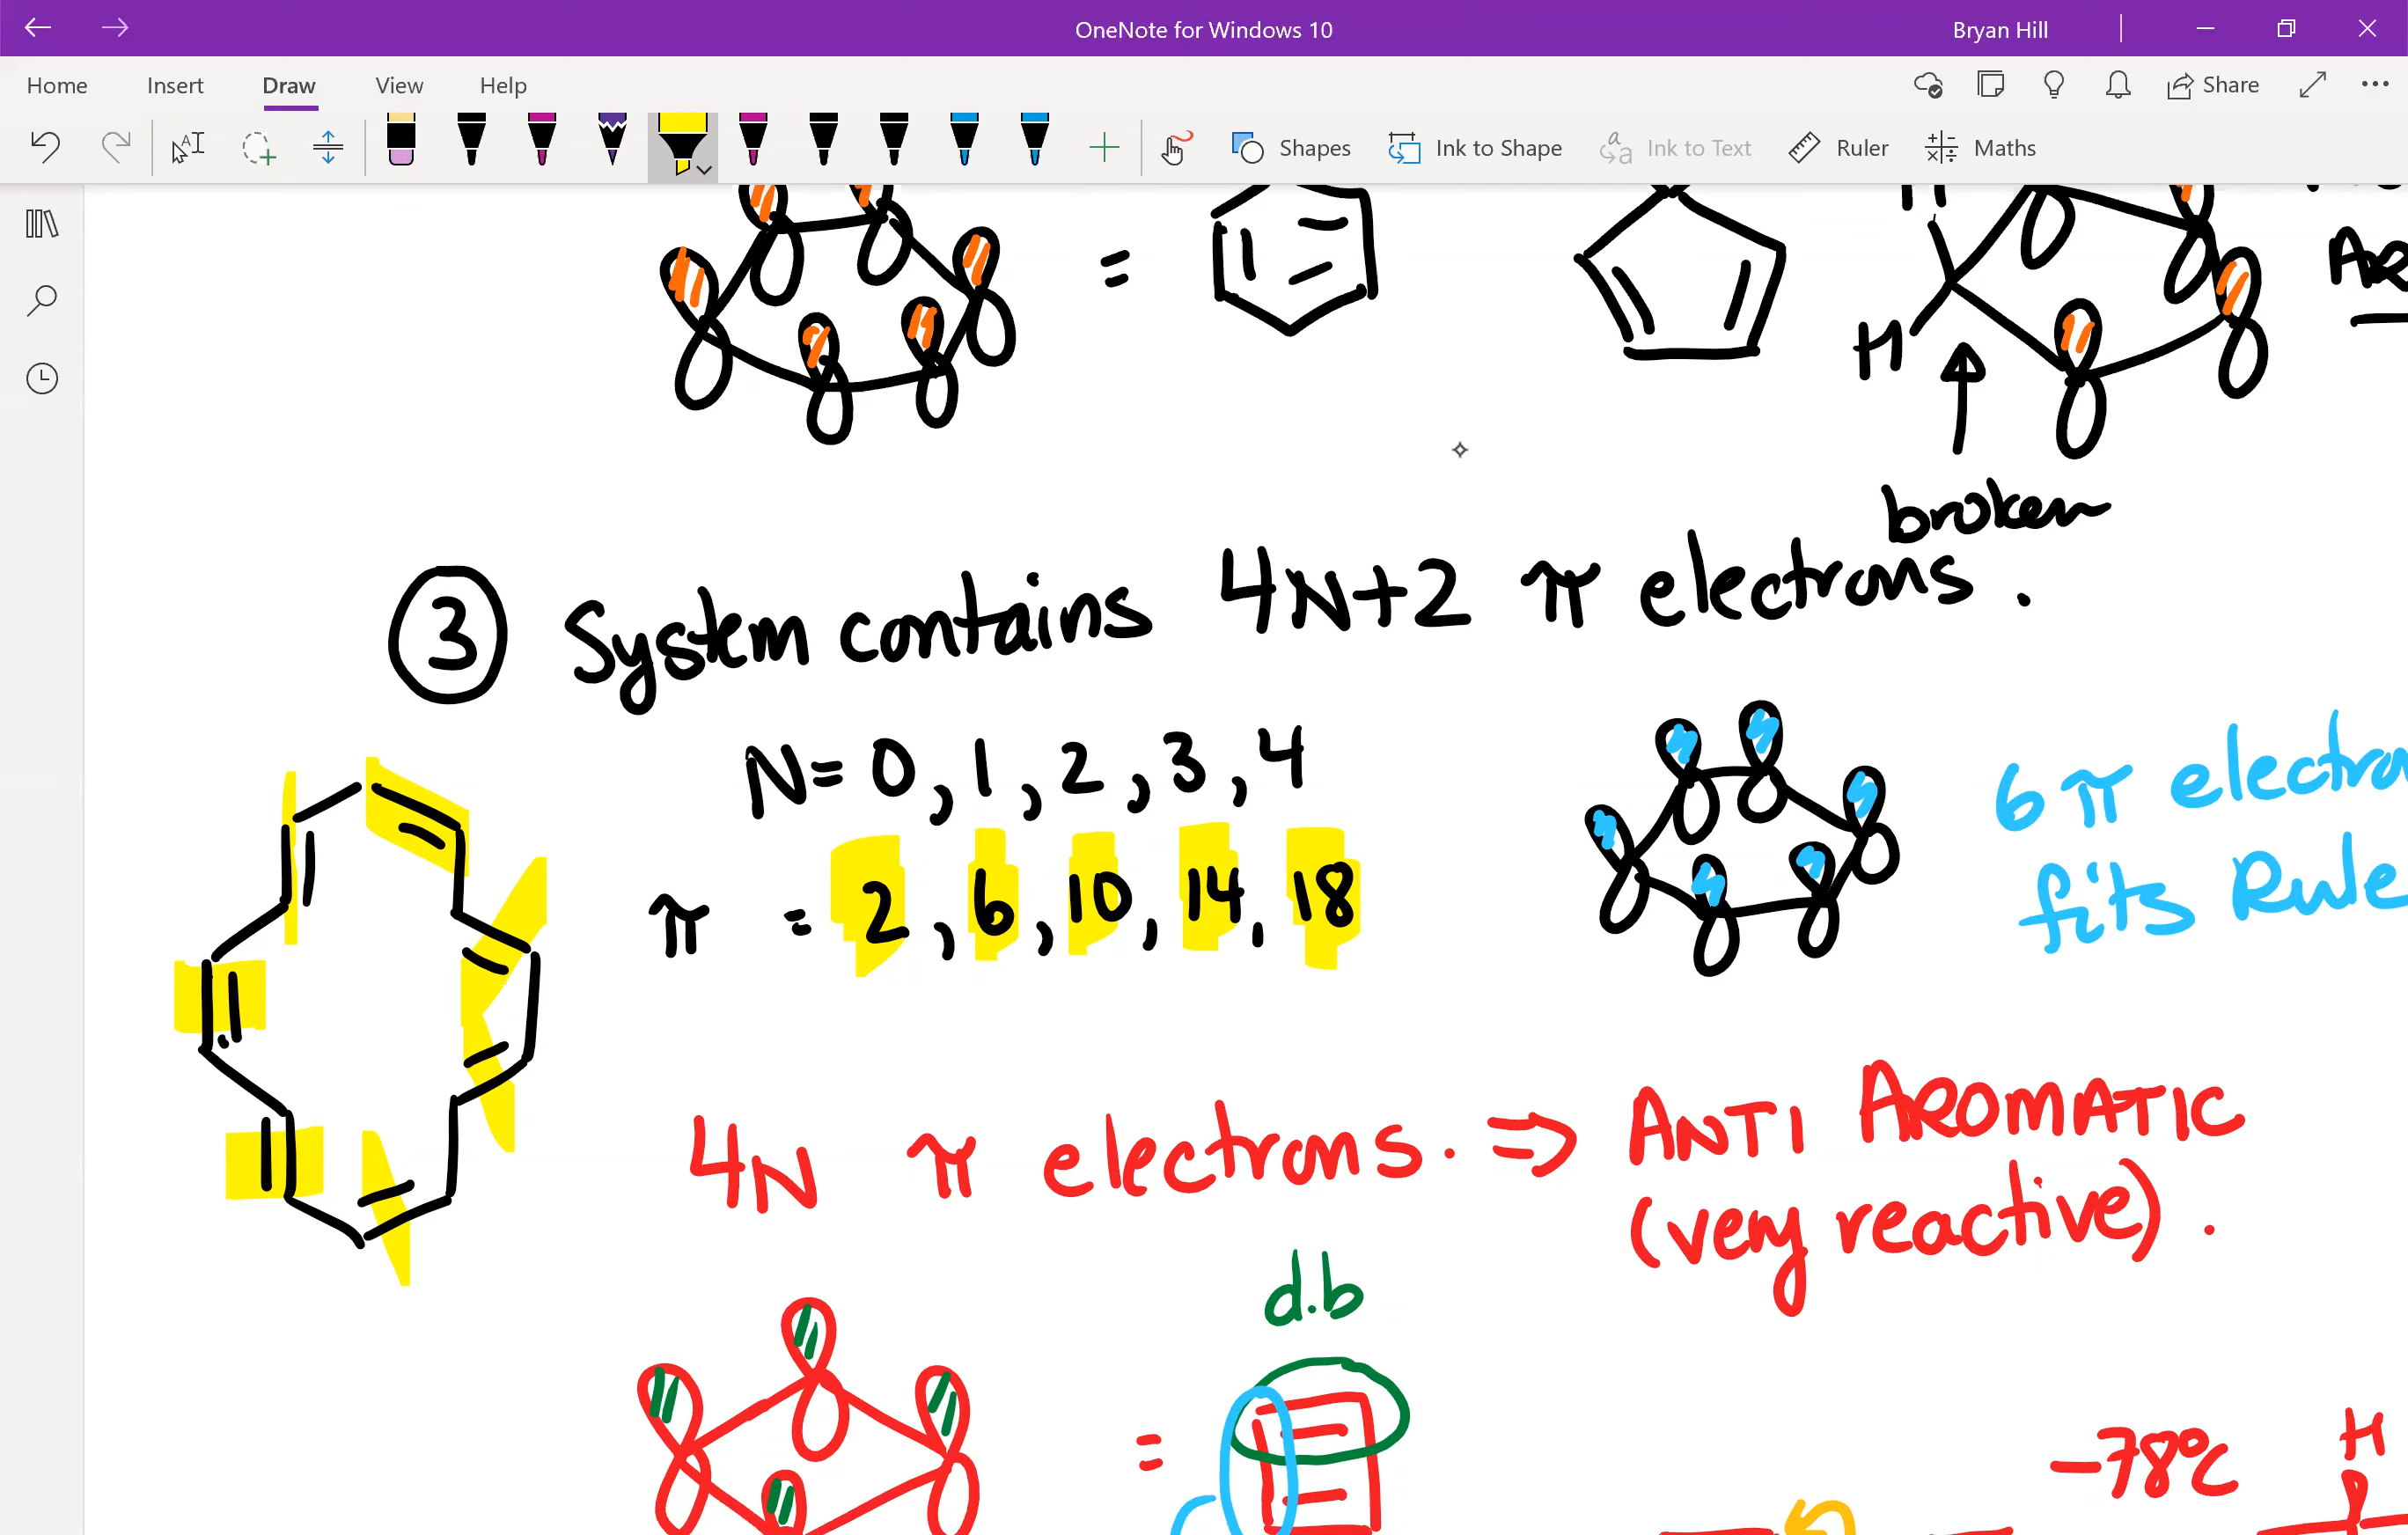 OneNote for Windows 10
Bryan Hill
Home Insert Draw View Help
Share
Shapes Ink to Shape Ink to Text Ruler Maths
=
H
broken
3 System contains 4N+2 π electrons.
N= 0, 1, 2, 3, 4
π = 2, 6, 10, 14, 18
6 π
fits Rule
4N π electrons. => ANTI AROMATIC
(very reactive).
d.b
=
-78°C
H